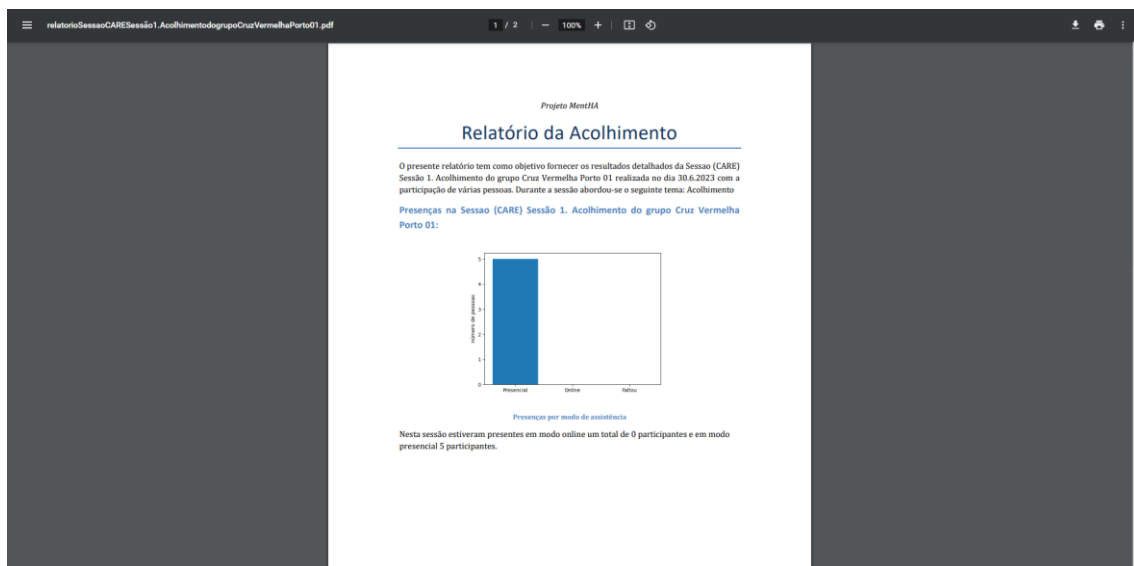 relatorioSessaoCARESessão1.AcolhimentodogrupoCruzVermelhaPorto01.pdf
1 / 2
100%
Projeto MentHA
Relatório da Acolhimento
O presente relatório tem como objetivo fornecer os resultados detalhados da Sessao (CARE)
Sessão 1. Acolhimento do grupo Cruz Vermelha Porto 01 realizada no dia 30.6.2023 com a
participação de várias pessoas. Durante a sessão abordou-se o seguinte tema: Acolhimento
Presenças na Sessao (CARE) Sessão 1. Acolhimento do grupo Cruz Vermelha
Porto 01:
5
4
3
2
1
0
número de pessoas
Presencial Online Faltou
Presenças por modo de assistência
Nesta sessão estiveram presentes em modo online um total de 0 participantes e em modo
presencial 5 participantes.